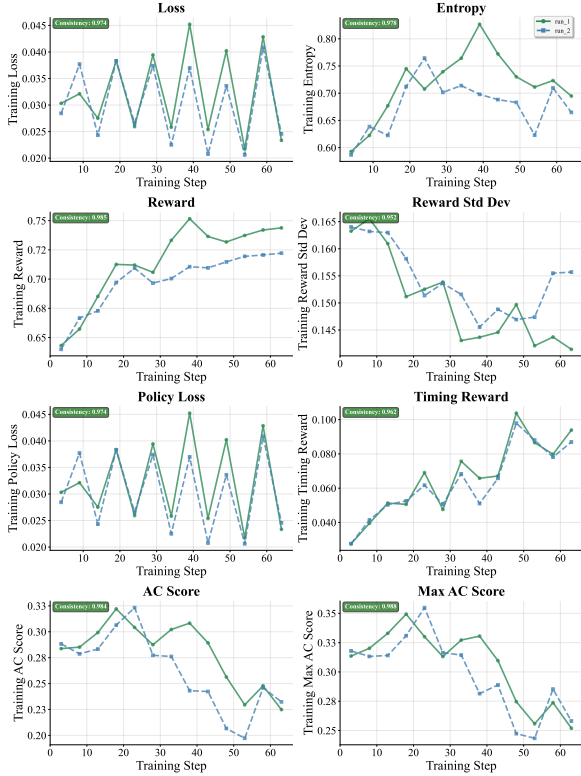 Loss
Consistency: 0.974
Training Loss
0.045
0.040
0.035
0.030
0.025
0.020
10 20 30 40 50 60
Training Step
Entropy
Consistency: 0.978
run_1
run_2
Training Entropy
0.80
0.75
0.70
0.65
0.60
0 10 20 30 40 50 60
Training Step
Reward
Consistency: 0.985
Training Reward
0.75
0.72
0.70
0.68
0.65
0 10 20 30 40 50 60
Training Step
Reward Std Dev
Consistency: 0.952
Training Reward Std Dev
0.165
0.160
0.155
0.150
0.145
0 10 20 30 40 50 60
Training Step
Policy Loss
Consistency: 0.974
Training Policy Loss
0.045
0.040
0.035
0.030
0.025
0.020
10 20 30 40 50 60
Training Step
Timing Reward
Consistency: 0.962
Training Timing Reward
0.100
0.080
0.060
0.040
0 10 20 30 40 50 60
Training Step
AC Score
Consistency: 0.984
Training AC Score
0.33
0.30
0.28
0.25
0.23
0.20
0 10 20 30 40 50 60
Training Step
Max AC Score
Consistency: 0.988
Training Max AC Score
0.35
0.33
0.30
0.28
0.25
0 10 20 30 40 50 60
Training Step